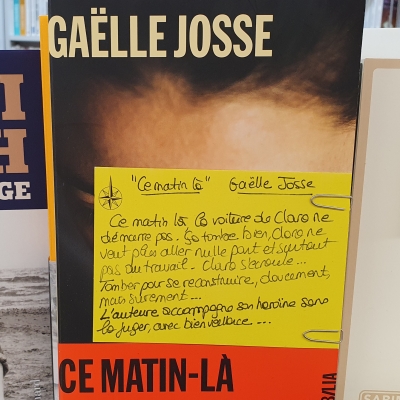 GAËLLE JOSSE
"Ce matin là" Gaëlle Josse
Ce matin là la voiture de Clara ne
démarre pas. Ça tombe bien, Clara ne
veut plus aller nulle part et surtout
pas au travail. Clara s'écroule...
Tomber pour se reconstruire, doucement,
mais sûrement...
L'auteure accompagne son héroïne sans
la juger, avec bienveillance....
CE MATIN-LÀ
I
H
GE